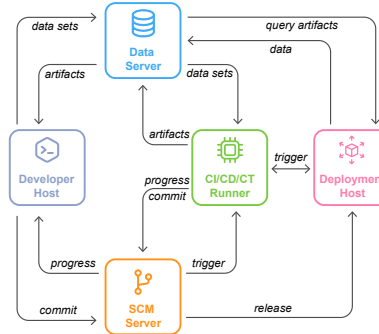 data sets
query artifacts
data
Data
Server
artifacts
data sets
artifacts
Developer
Host
CI/CD/CT
Runner
trigger
Deployment
Host
progress
commit
progress
trigger
commit
SCM
Server
release